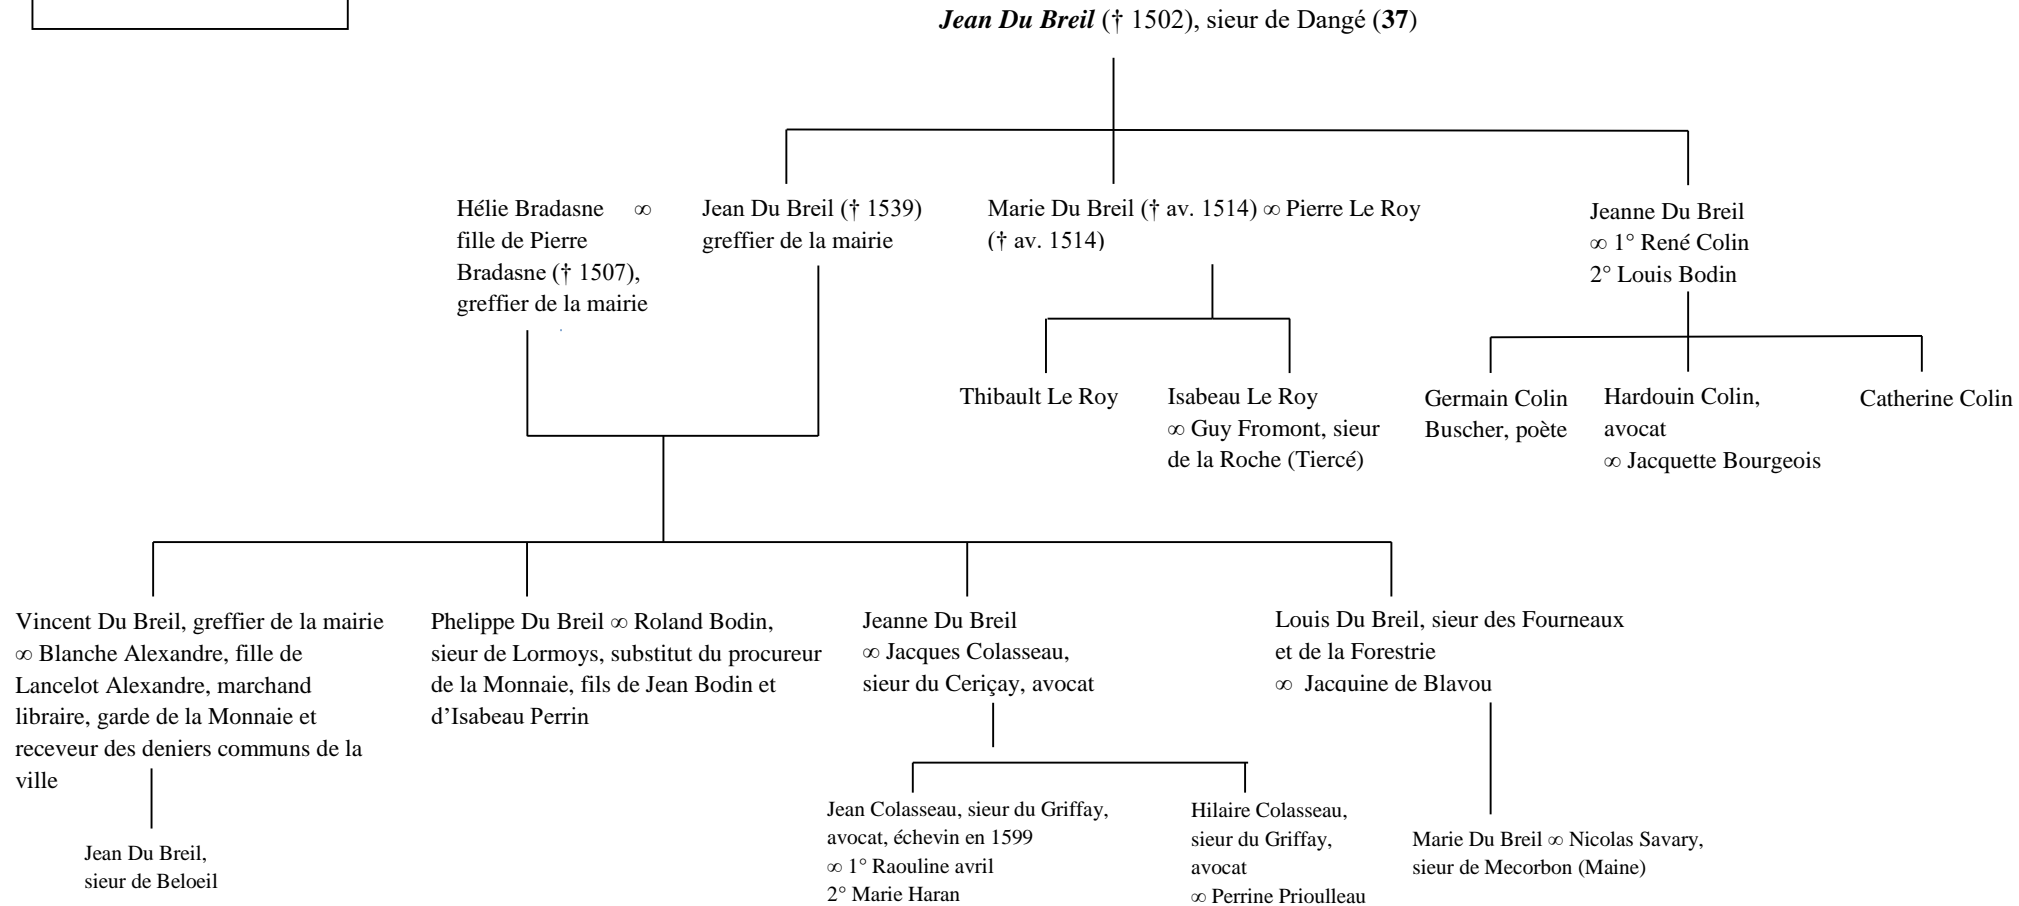 Jean Du Breil († 1502), sieur de Dangé (37)
Hélie Bradasne ∞
fille de Pierre
Bradasne († 1507),
greffier de la mairie
Jean Du Breil († 1539)
greffier de la mairie
Marie Du Breil († av. 1514) ∞ Pierre Le Roy
(† av. 1514)
Jeanne Du Breil
∞ 1° René Colin
2° Louis Bodin
Thibault Le Roy
Isabeau Le Roy
∞ Guy Fromont, sieur
de la Roche (Tiercé)
Germain Colin
Buscher, poète
Hardouin Colin,
avocat
∞ Jacquette Bourgeois
Catherine Colin
Vincent Du Breil, greffier de la mairie
∞ Blanche Alexandre, fille de
Lancelot Alexandre, marchand
libraire, garde de la Monnaie et
receveur des deniers communs de la
ville
Phelippe Du Breil ∞ Roland Bodin,
sieur de Lormoys, substitut du procureur
de la Monnaie, fils de Jean Bodin et
d’Isabeau Perrin
Jeanne Du Breil
∞ Jacques Colasseau,
sieur du Ceriçay, avocat
Louis Du Breil, sieur des Fourneaux
et de la Forestrie
∞ Jacquine de Blavou
Jean Du Breil,
sieur de Beloeil
Jean Colasseau, sieur du Griffay,
avocat, échevin en 1599
∞ 1° Raouline avril
2° Marie Haran
Hilaire Colasseau,
sieur du Griffay,
avocat
∞ Perrine Prioulleau
Marie Du Breil ∞ Nicolas Savary,
sieur de Mecorbon (Maine)